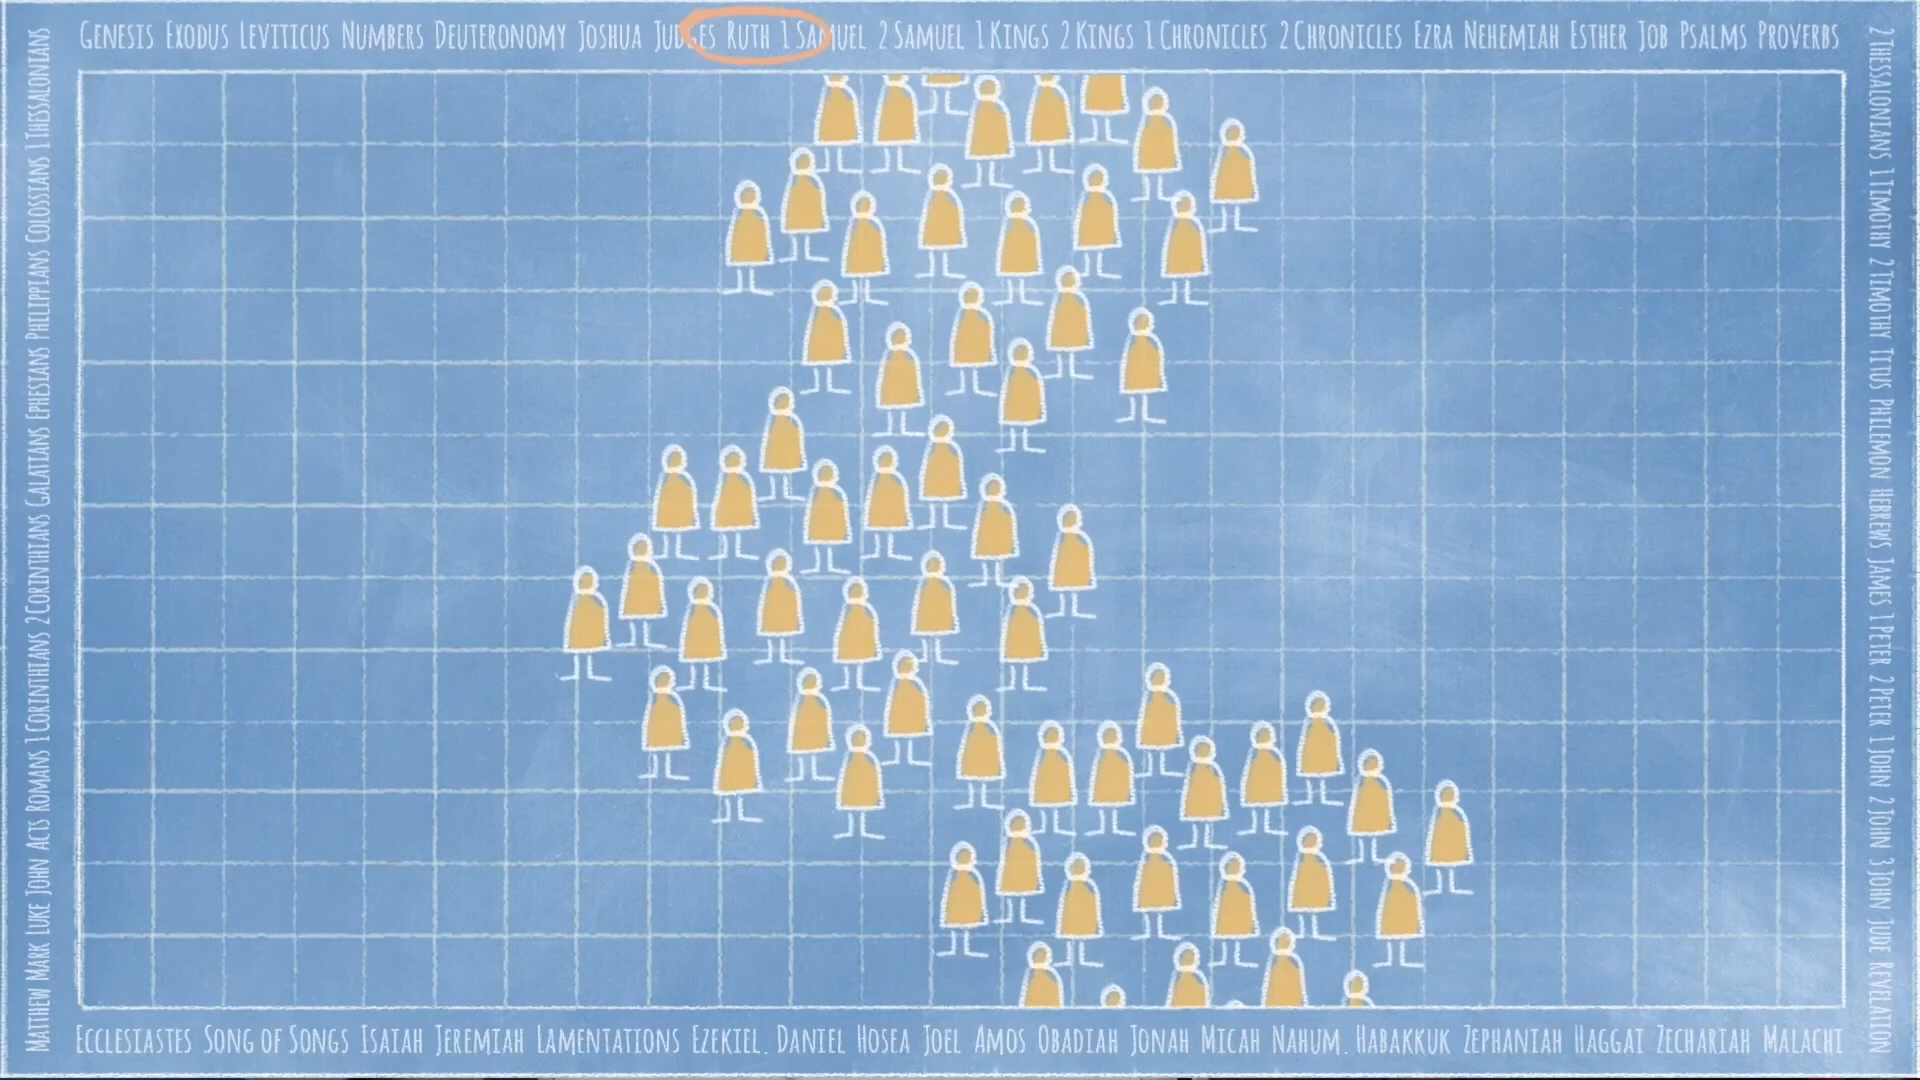 GENESIS EXODUS LEVITICUS NUMBERS DEUTERONOMY JOSHUA JUDGES RUTH 1 SAMUEL 2 SAMUEL 1 KINGS 2 KINGS 1 CHRONICLES 2 CHRONICLES EZRA NEHEMIAH ESTHER JOB PSALMS PROVERBS
ECCLESIASTES SONG OF SONGS ISAIAH JEREMIAH LAMENTATIONS EZEKIEL. DANIEL HOSEA JOEL AMOS OBADIAH JONAH MICAH NAHUM. HABAKKUK ZEPHANIAH HAGGAI ZECHARIAH MALACHI
MATTHEW MARK LUKE JOHN ACTS ROMANS 1 CORINTHIANS 2 CORINTHIANS GALATIANS EPHESIANS PHILIPPIANS COLOSSIANS 1 THESSALONIANS
2 THESSALONIANS 1 TIMOTHY 2 TIMOTHY TITUS PHILEMON HEBREWS JAMES 1 PETER 2 PETER 1 JOHN 2 JOHN 3 JOHN JUDE REVELATION